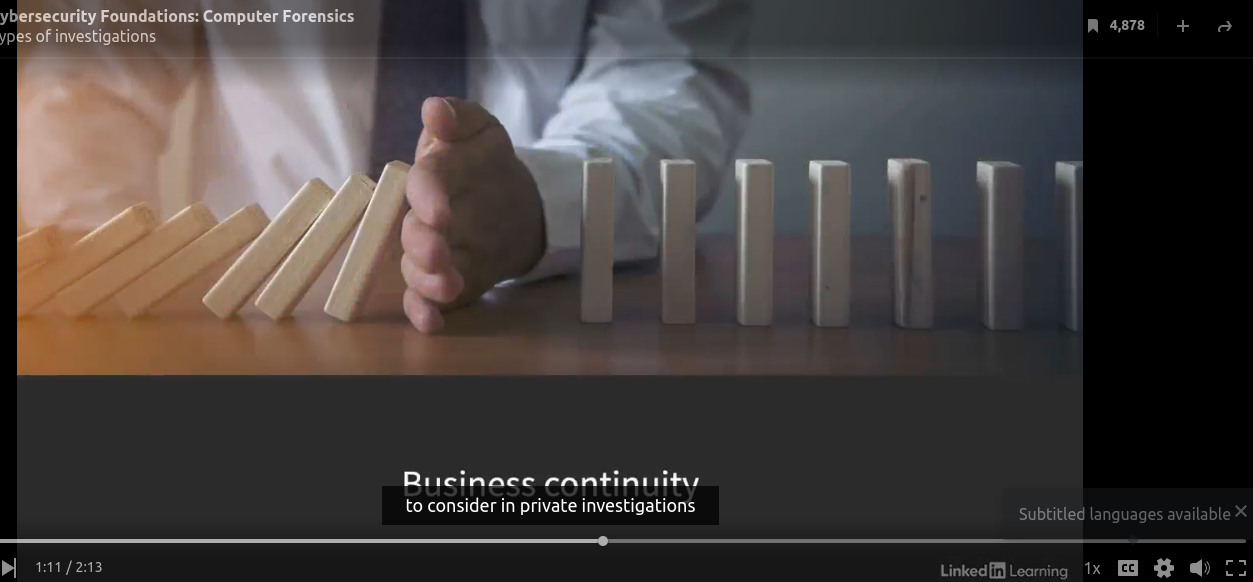 ybersecurity Foundations: Computer Forensics
ypes of investigations
4,878
Business continuity
to consider in private investigations
Subtitled languages available
1:11 / 2:13
Linked in Learning
1x
CC